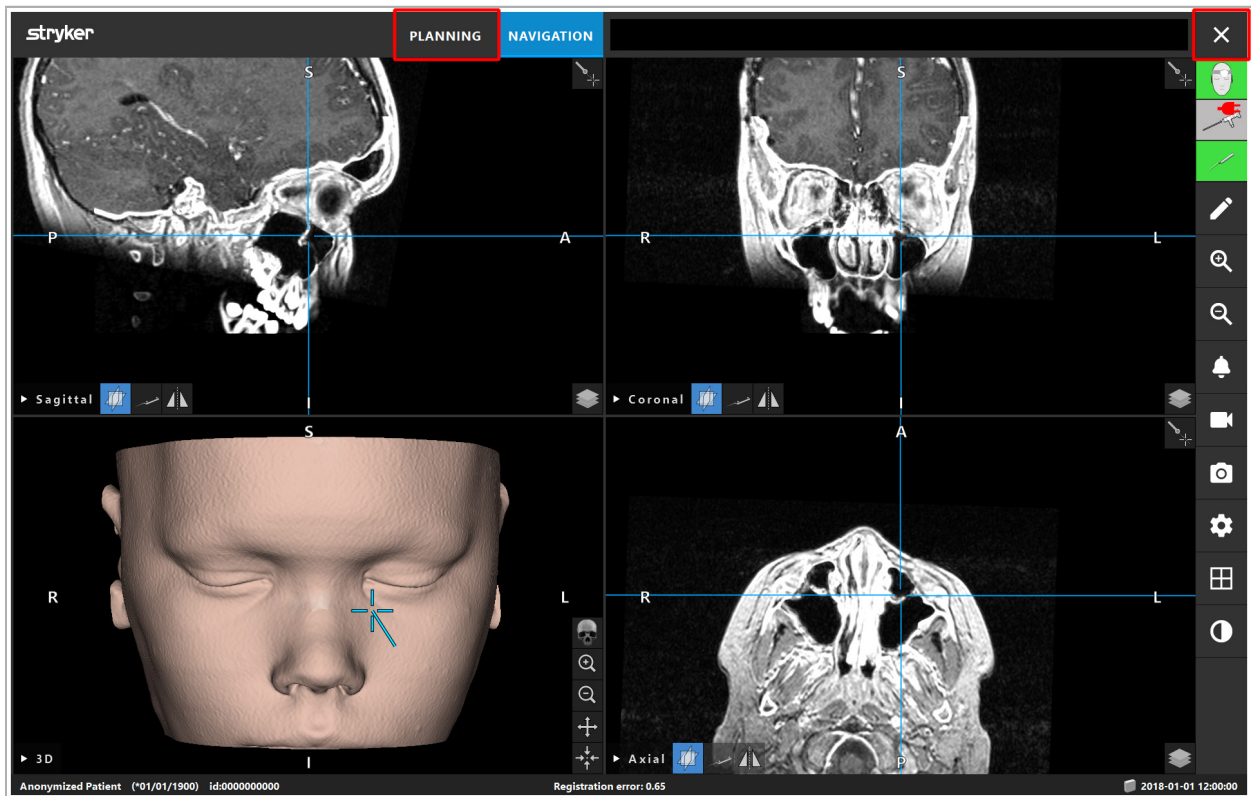 stryker
PLANNING
NAVIGATION
S
P
A
Sagittal
I
S
R
L
Coronal
I
S
R
L
3D
I
A
R
L
Axial
P
Anonymized Patient (*01/01/1900) id:0000000000
Registration error: 0.65
2018-01-01 12:00:00